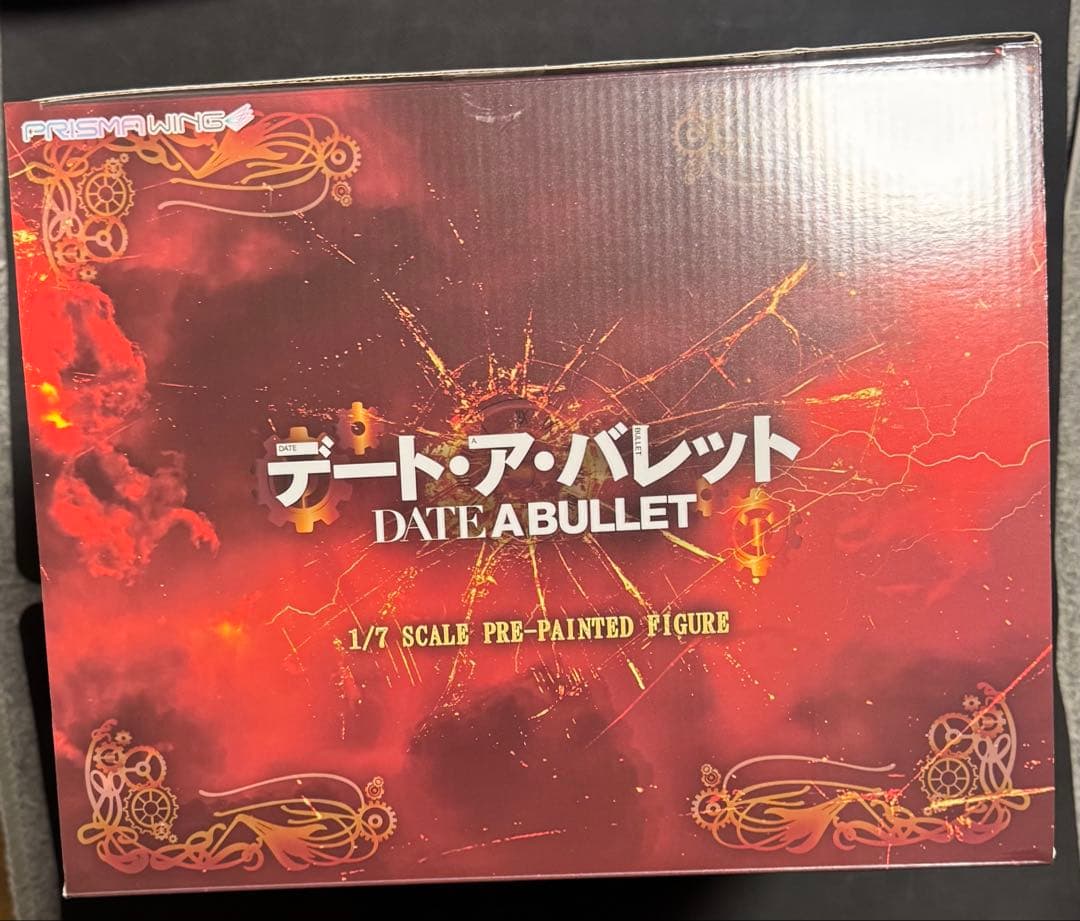 PRISMA WING
DATE A BULLET
デート・ア・バレット
DATE A BULLET
1/7 SCALE PRE-PAINTED FIGURE